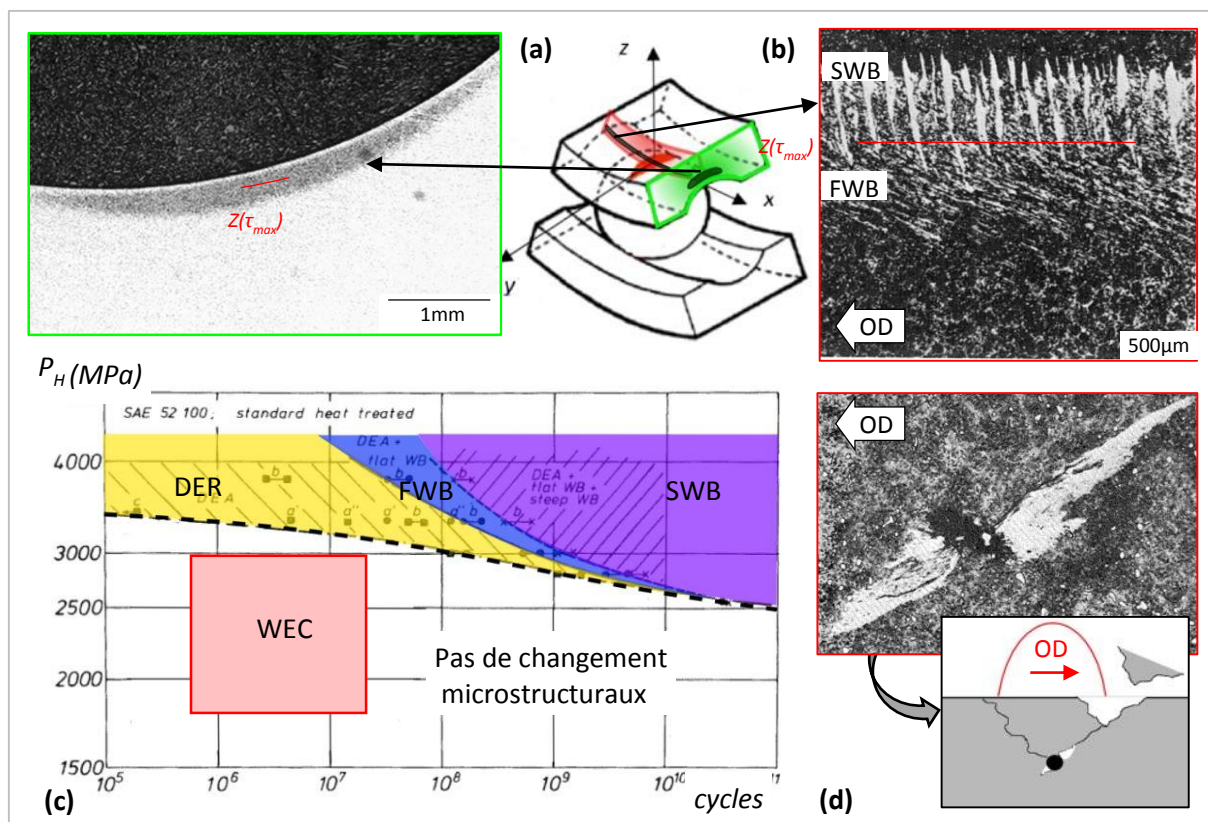 (a)
z
x
y
Z(τmax)
Z(τmax)
1mm
(b)
SWB
FWB
OD
500µm
PH (MPa)
SAE 52 100; standard heat treated
4000
3000
2500
2000
1500
DER
DEA
DEA +
flat WB
FWB
DEA +
flat WB +
steep WB
SWB
b
b
b
c
a'
a''
a'
b
a''
b
b
WEC
Pas de changement
microstructuraux
10^5
10^6
10^7
10^8
10^9
10^10
11
(c)
cycles
OD
OD
(d)